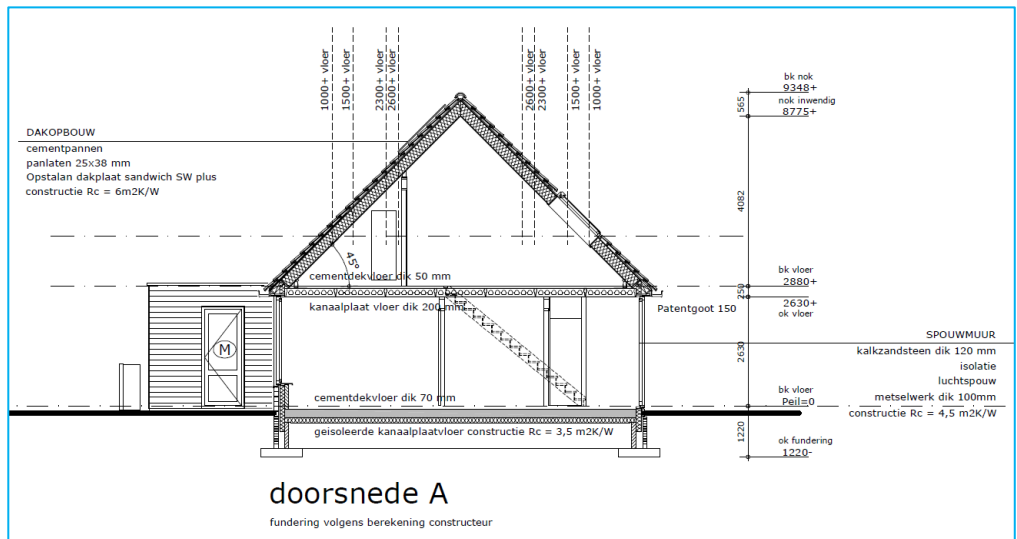 1000+ vloer
1500+ vloer
2300+ vloer
2600+ vloer
2600+ vloer
2300+ vloer
1500+ vloer
1000+ vloer
bk nok
9348+
nok inwendig
8775+
565
DAKOPBOUW
cementpannen
panlaten 25x38 mm
Opstalan dakplaat sandwich SW plus
constructie Rc = 6m2K/W
4082
45°
cementdekvloer dik 50 mm
bk vloer
2880+
250
kanaalplaat vloer dik 200 mm
Patentgoot 150
2630+
ok vloer
SPOUWMUUR
M
2630
kalkzandsteen dik 120 mm
isolatie
luchtspouw
cementdekvloer dik 70 mm
bk vloer
Peil=0
metselwerk dik 100mm
constructie Rc = 4,5 m2K/W
geisoleerde kanaalplaatvloer constructie Rc = 3,5 m2K/W
1220
ok fundering
1220-
doorsnede A
fundering volgens berekening constructeur